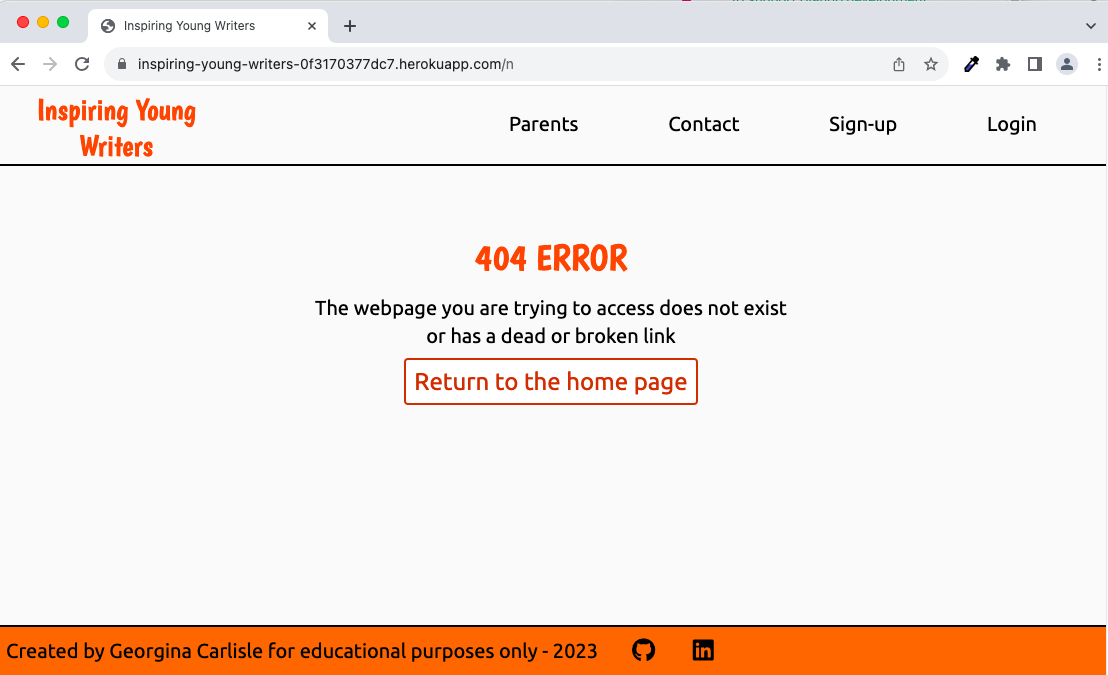 Inspiring Young Writers
inspiring-young-writers-0f3170377dc7.herokuapp.com/n
Inspiring Young
Writers
Parents
Contact
Sign-up
Login
404 ERROR
The webpage you are trying to access does not exist
or has a dead or broken link
Return to the home page
Created by Georgina Carlisle for educational purposes only - 2023
in